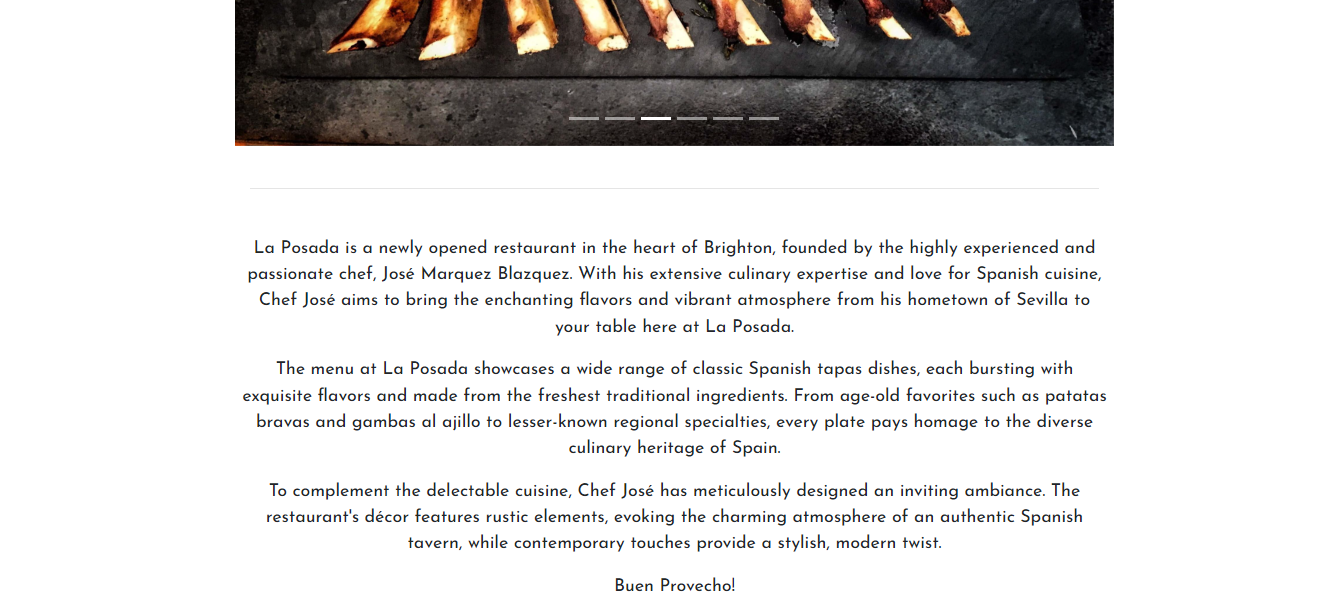 La Posada is a newly opened restaurant in the heart of Brighton, founded by the highly experienced and
passionate chef, José Marquez Blazquez. With his extensive culinary expertise and love for Spanish cuisine,
Chef José aims to bring the enchanting flavors and vibrant atmosphere from his hometown of Sevilla to
your table here at La Posada.
The menu at La Posada showcases a wide range of classic Spanish tapas dishes, each bursting with
exquisite flavors and made from the freshest traditional ingredients. From age-old favorites such as patatas
bravas and gambas al ajillo to lesser-known regional specialties, every plate pays homage to the diverse
culinary heritage of Spain.
To complement the delectable cuisine, Chef José has meticulously designed an inviting ambiance. The
restaurant's décor features rustic elements, evoking the charming atmosphere of an authentic Spanish
tavern, while contemporary touches provide a stylish, modern twist.
Buen Provecho!